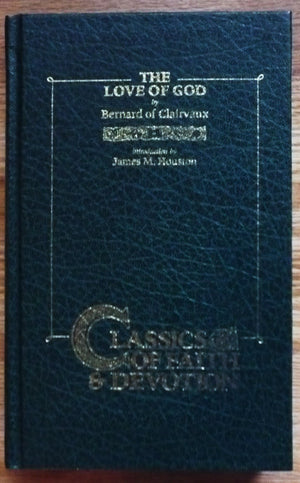 THE
LOVE OF GOD
by
Bernard of Clairvaux
Introduction by
James M. Houston
CLASSICS
OF FAITH
& DEVOTION